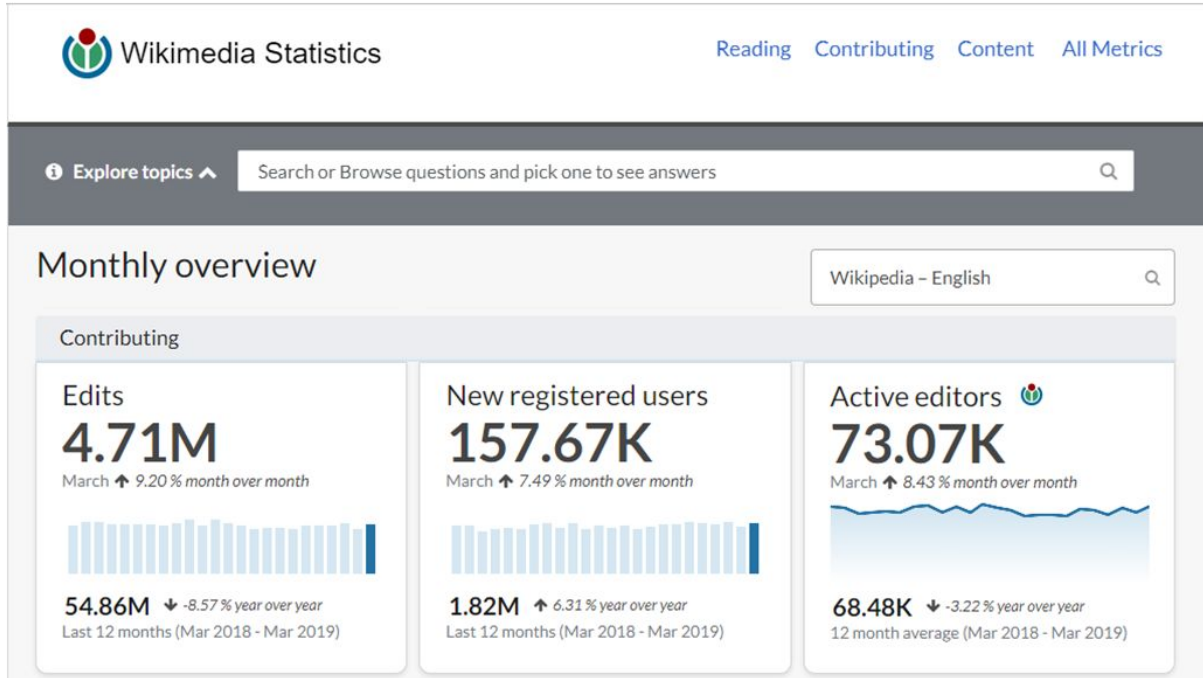 Wikimedia Statistics
Reading Contributing Content All Metrics
Explore topics Search or Browse questions and pick one to see answers
Monthly overview
Wikipedia – English
Contributing
Edits
4.71M
March ↑ 9.20 % month over month
54.86M ↓ -8.57 % year over year
Last 12 months (Mar 2018 - Mar 2019)
New registered users
157.67K
March ↑ 7.49 % month over month
1.82M ↑ 6.31 % year over year
Last 12 months (Mar 2018 - Mar 2019)
Active editors
73.07K
March ↑ 8.43 % month over month
68.48K ↓ -3.22 % year over year
12 month average (Mar 2018 - Mar 2019)